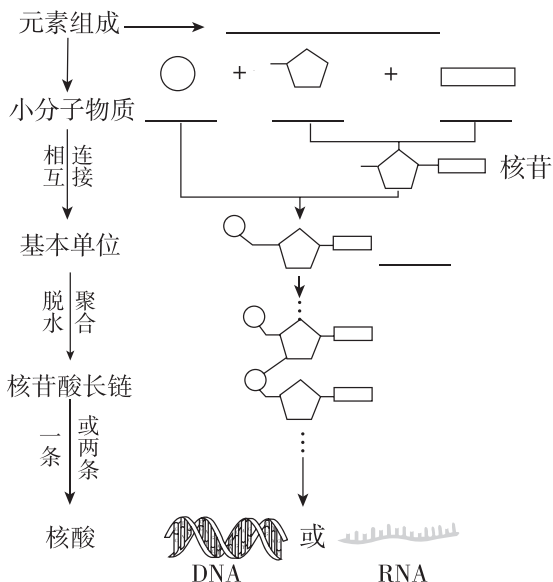 元素组成
+
+
小分子物质
相互
连接
核苷
基本单位
脱水
聚合
核苷酸长链
一条
或两条
核酸
或
DNA
RNA